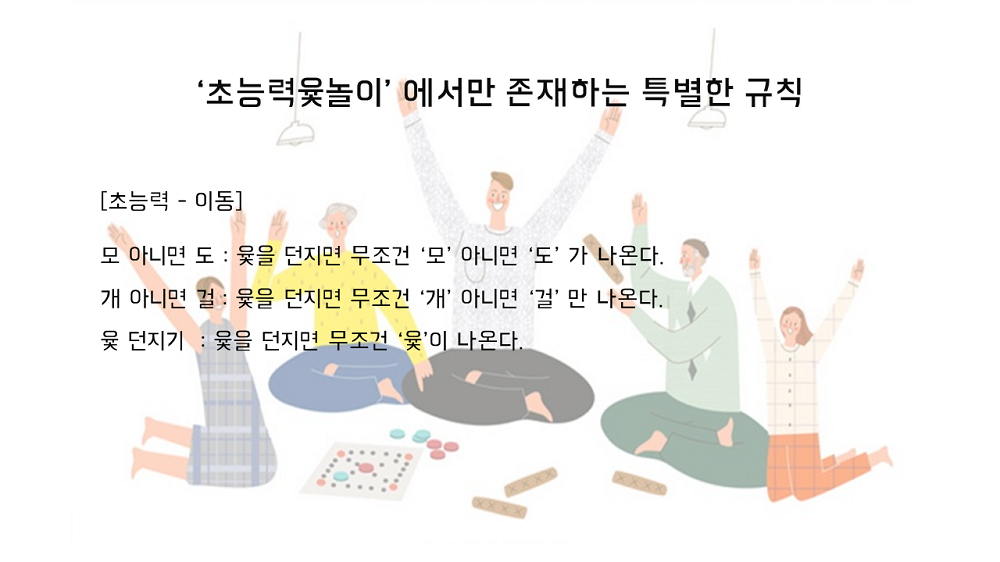 ‘초능력윷놀이’ 에서만 존재하는 특별한 규칙
[초능력 - 이동]
모 아니면 도 : 윷을 던지면 무조건 ‘모’ 아니면 ‘도’ 가 나온다.
개 아니면 걸 : 윷을 던지면 무조건 ‘개’ 아니면 ‘걸’ 만 나온다.
윷 던지기 : 윷을 던지면 무조건 ‘윷’이 나온다.